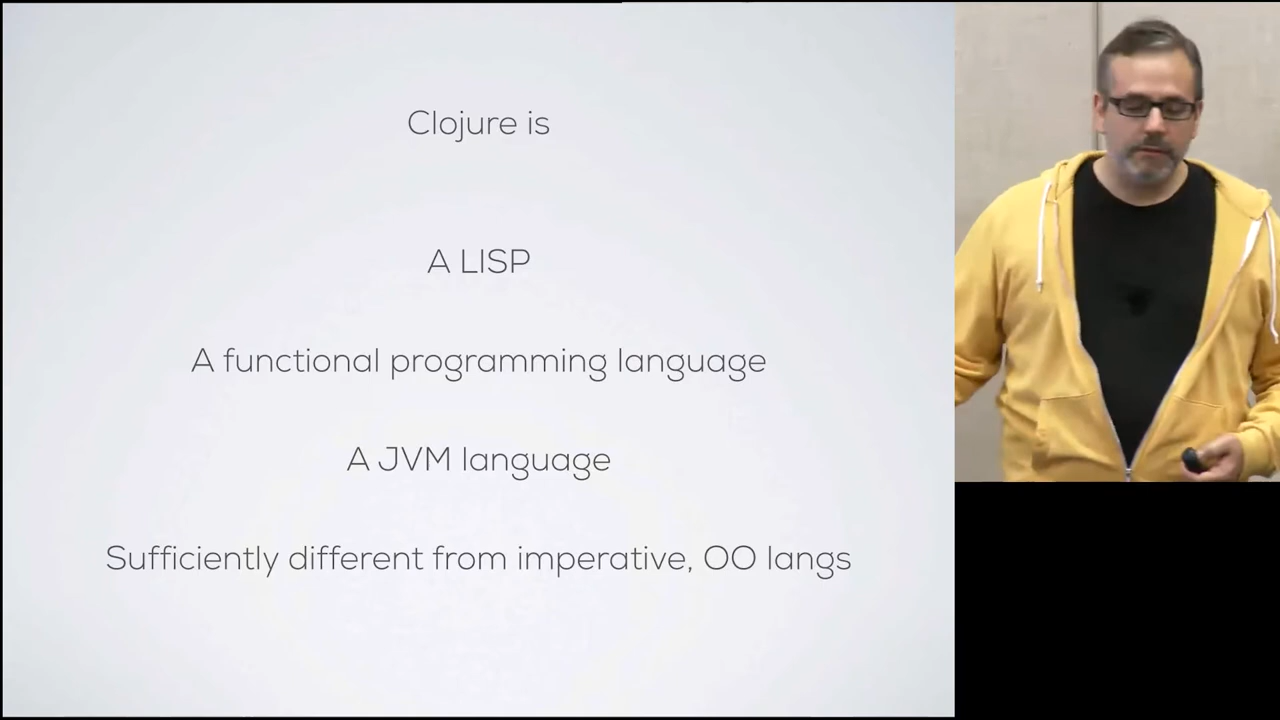 Clojure is
A LISP
A functional programming language
A JVM language
Sufficiently different from imperative, OO langs